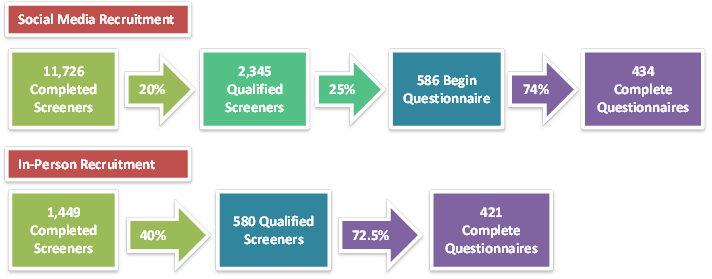 Social Media Recruitment
11,726
Completed
Screeners
20%
2,345
Qualified
Screeners
25%
586 Begin
Questionnaire
74%
434
Complete
Questionnaires
In-Person Recruitment
1,449
Completed
Screeners
40%
580 Qualified
Screeners
72.5%
421
Complete
Questionnaires